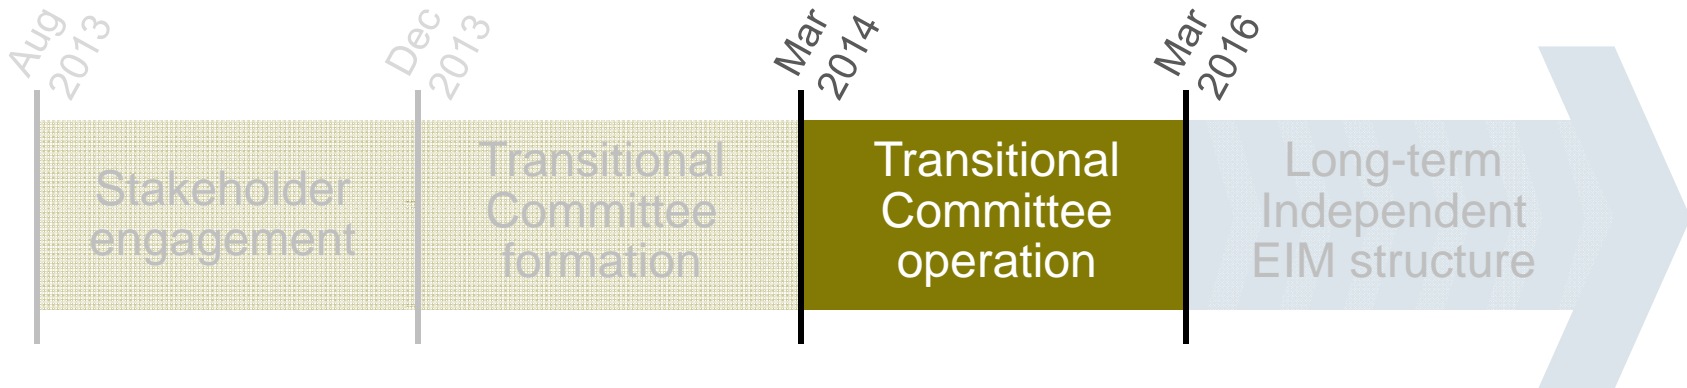 Aug
2013
Dec
2013
Mar
2014
Mar
2016
Stakeholder
engagement
Transitional
Committee
formation
Transitional
Committee
operation
Long-term
Independent
EIM structure